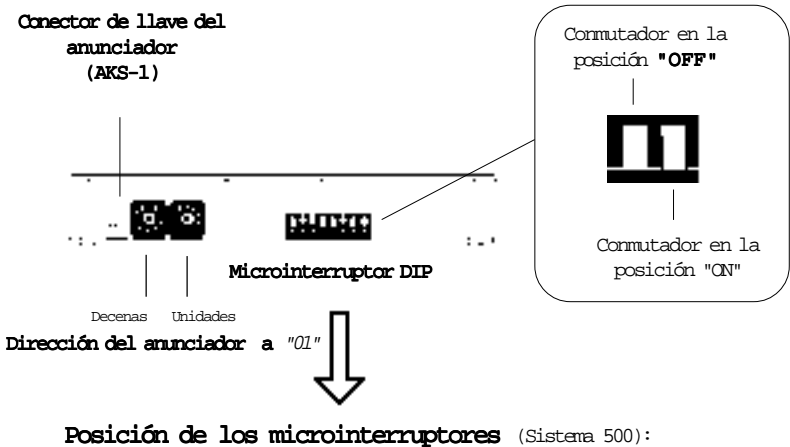 Conector de llave del
anunciador
(AKS-1)
Conmutador en la
posición "OFF"
Conmutador en la
posición "ON"
Microinterruptor DIP
Decenas Unidades
Dirección del anunciador a "01"
Posición de los microinterruptores (Sistema 500):